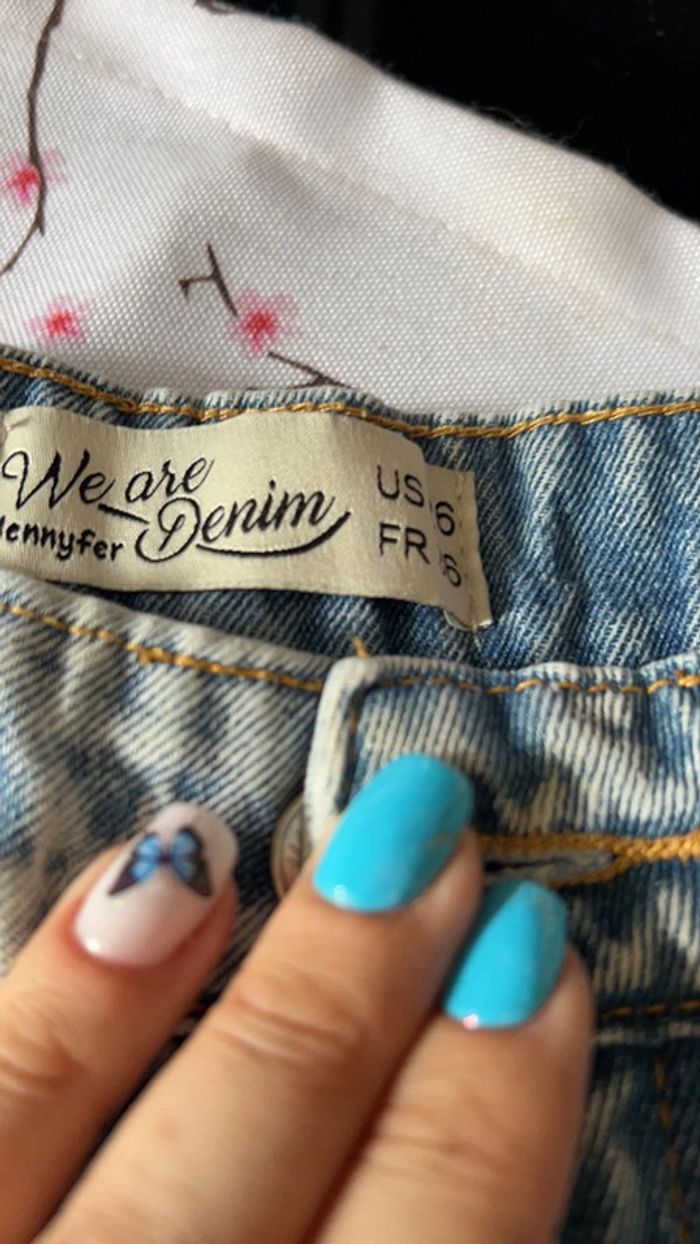 We are
Denim
Jennyfer
US 6
FR